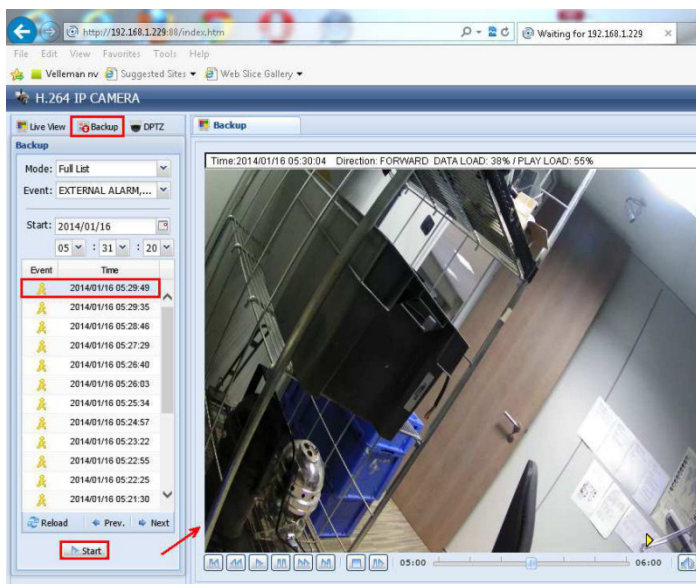 http://192.168.1.229:88/index.htm
Waiting for 192.168.1.229
File Edit View Favorites Tools Help
Velleman nv Suggested Sites Web Slice Gallery
H.264 IP CAMERA
Live View Backup DPTZ
Backup
Backup
Mode: Full List
Event: EXTERNAL ALARM,...
Start: 2014/01/16
05 : 31 : 20
Event Time
2014/01/16 05:29:49
2014/01/16 05:29:35
2014/01/16 05:28:46
2014/01/16 05:27:29
2014/01/16 05:26:40
2014/01/16 05:26:03
2014/01/16 05:25:34
2014/01/16 05:24:57
2014/01/16 05:23:22
2014/01/16 05:22:55
2014/01/16 05:22:25
2014/01/16 05:21:30
Reload Prev. Next
Start
Time:2014/01/16 05:30:04 Direction: FORWARD DATA LOAD: 38% / PLAY LOAD: 55%
05:00 06:00